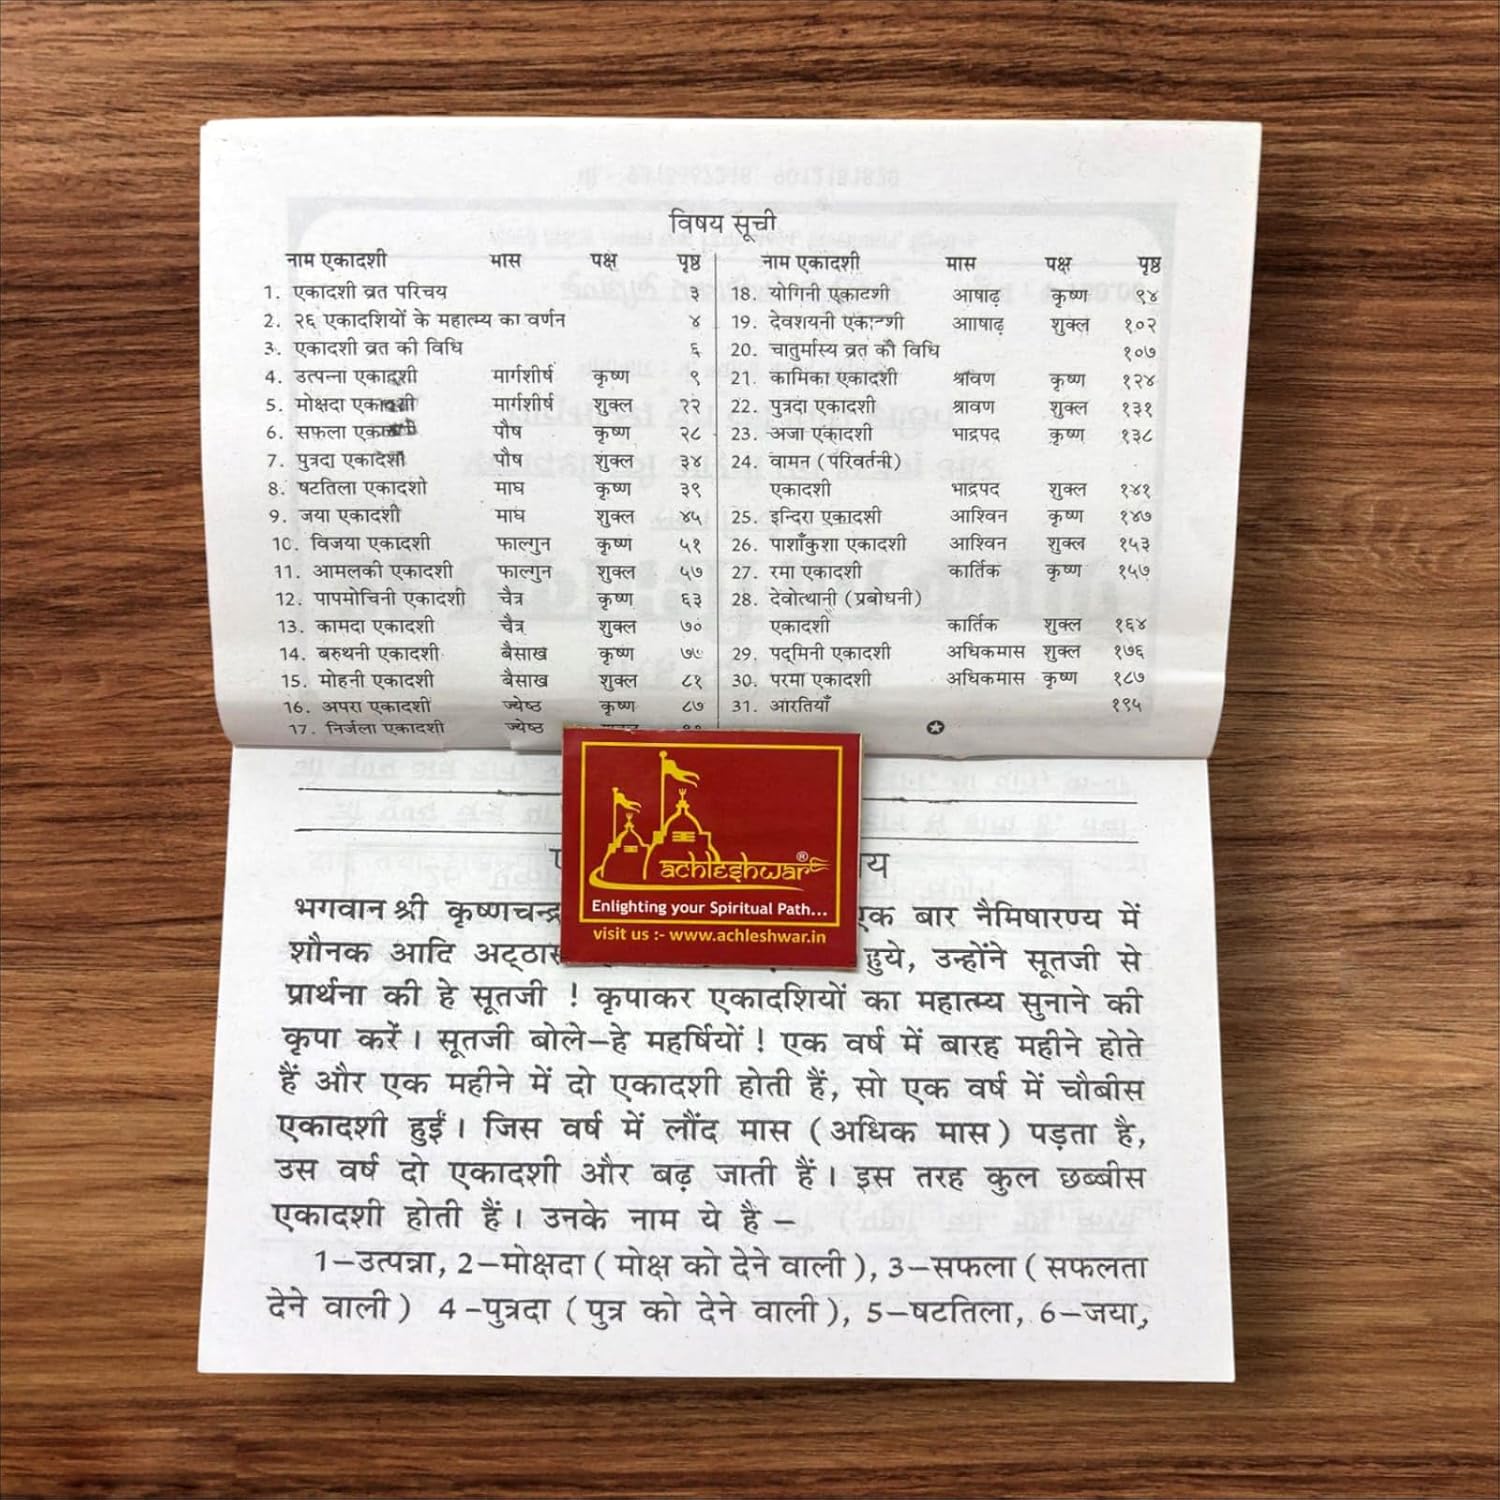 विषय सूची
नाम एकादशी मास पक्ष पृष्ठ
1. एकादशी व्रत परिचय ३
2. २६ एकादशियों के महात्म्य का वर्णन ४
3. एकादशी व्रत की विधि ६
4. उत्पन्ना एकादशी मार्गशीर्ष कृष्ण ९
5. मोक्षदा एकादशी मार्गशीर्ष शुक्ल २२
6. सफला एकादशी पौष कृष्ण २८
7. पुत्रदा एकादशी पौष शुक्ल ३४
8. षटतिला एकादशी माघ कृष्ण ३९
9. जया एकादशी माघ शुक्ल ४५
10. विजया एकादशी फाल्गुन कृष्ण ५१
11. आमलकी एकादशी फाल्गुन शुक्ल ५७
12. पापमोचिनी एकादशी चैत्र कृष्ण ६३
13. कामदा एकादशी चैत्र शुक्ल ७०
14. बरुथनी एकादशी बैसाख कृष्ण ७५
15. मोहनी एकादशी बैसाख शुक्ल ८१
16. अपरा एकादशी ज्येष्ठ कृष्ण ८७
17. निर्जला एकादशी ज्येष्ठ
नाम एकादशी मास पक्ष पृष्ठ
18. योगिनी एकादशी आषाढ़ कृष्ण ९४
19. देवशयनी एकादशी आाषाढ़ शुक्ल १०२
20. चातुर्मास्य व्रत की विधि १०७
21. कामिका एकादशी श्रावण कृष्ण १२४
22. पुत्रदा एकादशी श्रावण शुक्ल १३१
23. अजा एकादशी भाद्रपद कृष्ण १३८
24. वामन (परिवर्तनी)
एकादशी भाद्रपद शुक्ल १४१
25. इन्दिरा एकादशी आश्विन कृष्ण १४७
26. पाशाँकुशा एकादशी आश्विन शुक्ल १५३
27. रमा एकादशी कार्तिक कृष्ण १५७
28. देवोत्थानी (प्रबोधनी)
एकादशी कार्तिक शुक्ल १६४
29. पद्मिनी एकादशी अधिकमास शुक्ल १७६
30. परमा एकादशी अधिकमास कृष्ण १८७
31. आरतियाँ १९५
achleshwar®
Enlighting your Spiritual Path...
visit us :- www.achleshwar.in
भगवान श्री कृष्णचन्द्र एक बार नैमिषारण्य में
शौनक आदि हुये, उन्होंने सूतजी से
प्रार्थना की हे सूतजी ! कृपाकर एकादशियों का महात्म्य सुनाने की
कृपा करें। सूतजी बोले–हे महर्षियों ! एक वर्ष में बारह महीने होते
हैं और एक महीने में दो एकादशी होती हैं, सो एक वर्ष में चौबीस
एकादशी हुईं। जिस वर्ष में लौंद मास (अधिक मास) पड़ता है,
उस वर्ष दो एकादशी और बढ़ जाती हैं। इस तरह कुल छब्बीस
एकादशी होती हैं। उनके नाम ये है –
1–उत्पन्ना, 2–मोक्षदा (मोक्ष को देने वाली), 3–सफला (सफलता
देने वाली) 4-पुत्रदा (पुत्र को देने वाली), 5–षटतिला, 6–जया,